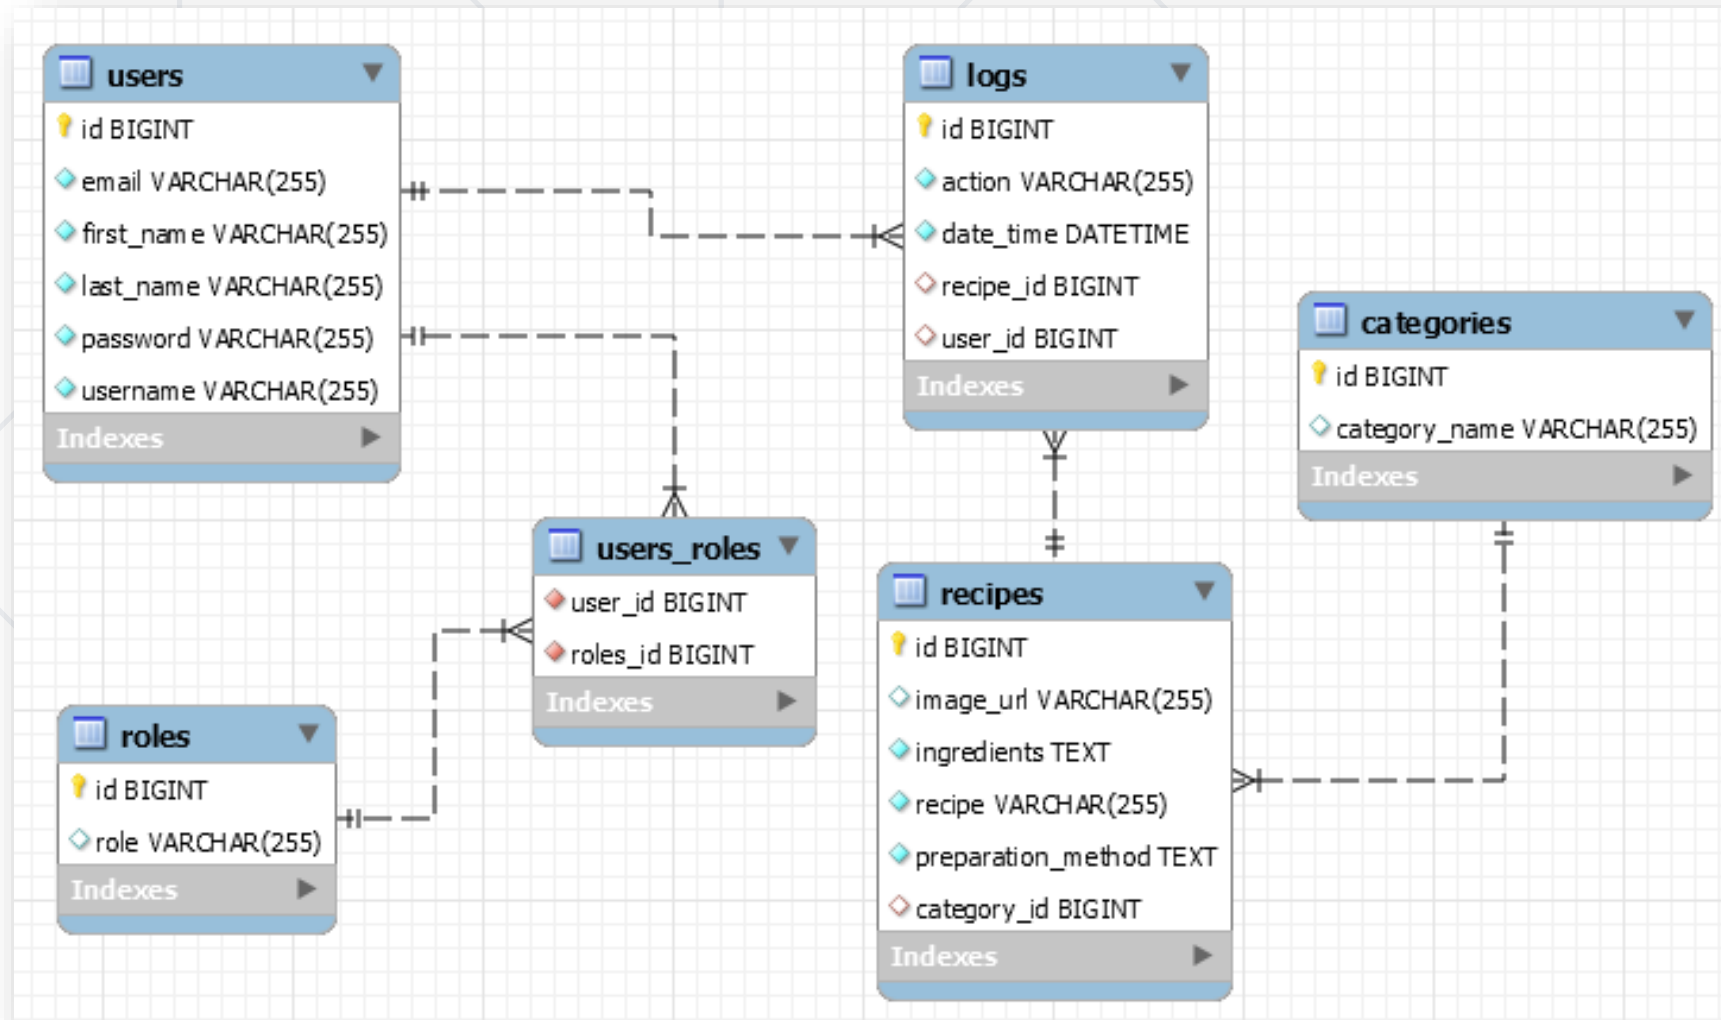 users
id BIGINT
email VARCHAR(255)
first_name VARCHAR(255)
last_name VARCHAR(255)
password VARCHAR(255)
username VARCHAR(255)
Indexes
logs
id BIGINT
action VARCHAR(255)
date_time DATETIME
recipe_id BIGINT
user_id BIGINT
Indexes
categories
id BIGINT
category_name VARCHAR(255)
Indexes
users_roles
user_id BIGINT
roles_id BIGINT
Indexes
recipes
id BIGINT
image_url VARCHAR(255)
ingredients TEXT
recipe VARCHAR(255)
preparation_method TEXT
category_id BIGINT
Indexes
roles
id BIGINT
role VARCHAR(255)
Indexes